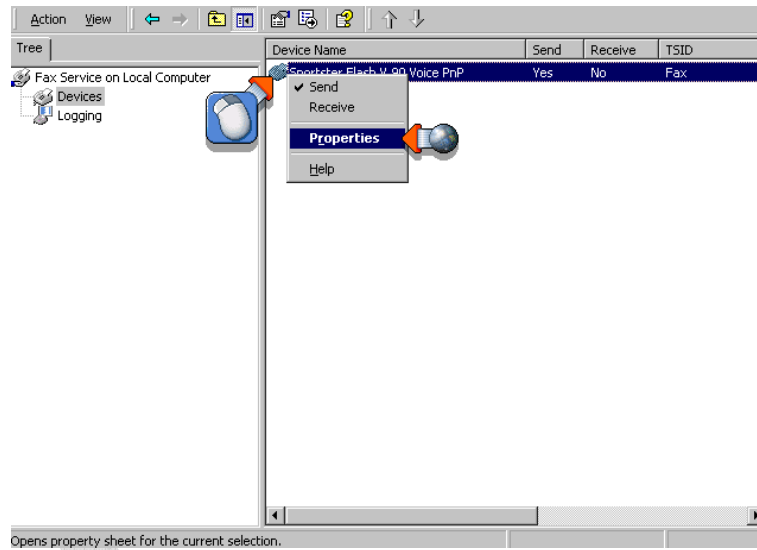 Action View
Tree
Device Name Send Receive TSID
Fax Service on Local Computer
Devices
Logging
Sportster Flash V.90 Voice PnP Yes No Fax
Send
Receive
Properties
Help
Opens property sheet for the current selection.